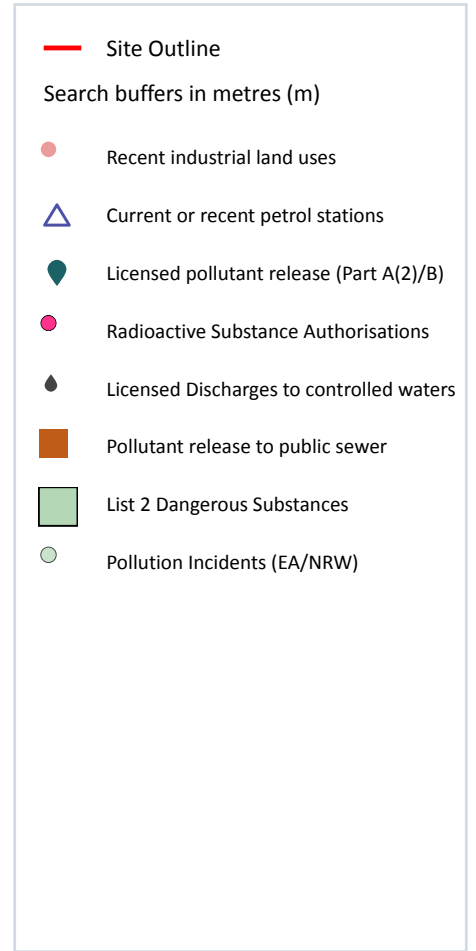 Site Outline
Search buffers in metres (m)
Recent industrial land uses
Current or recent petrol stations
Licensed pollutant release (Part A(2)/B)
Radioactive Substance Authorisations
Licensed Discharges to controlled waters
Pollutant release to public sewer
List 2 Dangerous Substances
Pollution Incidents (EA/NRW)